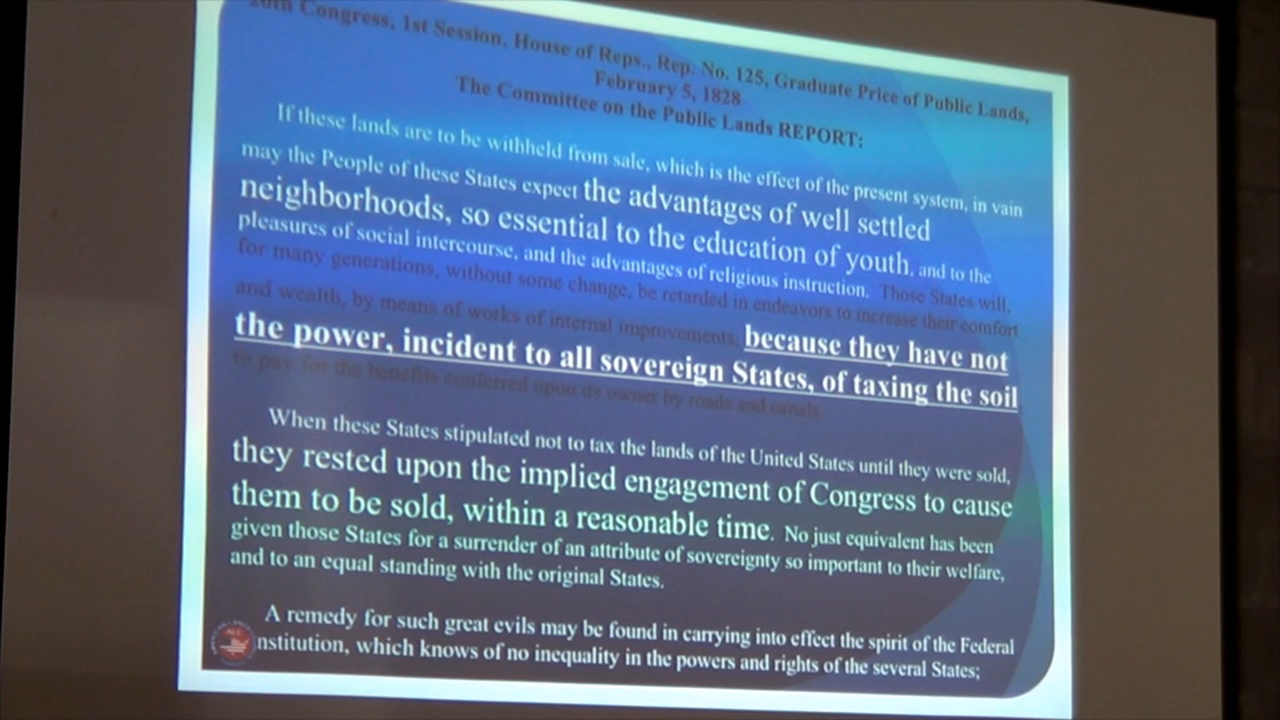 20th Congress, 1st Session, House of Reps., Rep. No. 125, Graduate Price of Public Lands,
February 5, 1828
The Committee on the Public Lands REPORT:
If these lands are to be withheld from sale, which is the effect of the present system, in vain
may the People of these States expect the advantages of well settled
neighborhoods, so essential to the education of youth, and to the
pleasures of social intercourse, and the advantages of religious instruction. Those States will,
for many generations, without some change, be retarded in endeavors to increase their comfort
and wealth, by means of works of internal improvements, because they have not
the power, incident to all sovereign States, of taxing the soil
to pay for the benefits conferred upon its owner by roads and canals
When these States stipulated not to tax the lands of the United States until they were sold,
they rested upon the implied engagement of Congress to cause
them to be sold, within a reasonable time. No just equivalent has been
given those States for a surrender of an attribute of sovereignty so important to their welfare,
and to an equal standing with the original States.
A remedy for such great evils may be found in carrying into effect the spirit of the Federal
nstitution, which knows of no inequality in the powers and rights of the several States;